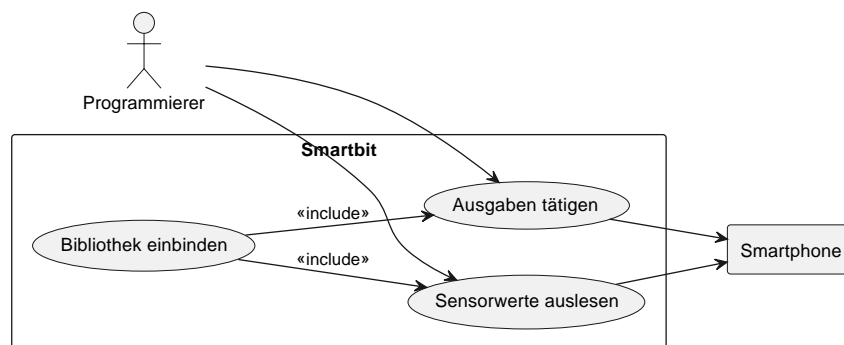 Programmierer
Smartbit
«include»
Ausgaben tätigen
Bibliothek einbinden
Smartphone
«include»
Sensorwerte auslesen